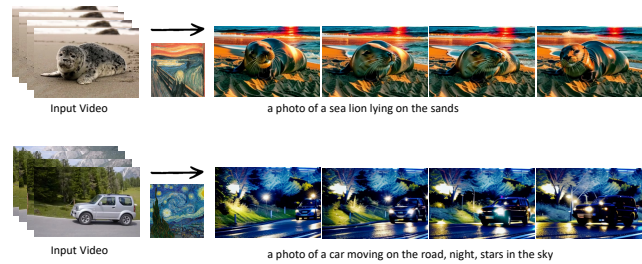 Input Video
a photo of a sea lion lying on the sands
Input Video
a photo of a car moving on the road, night, stars in the sky